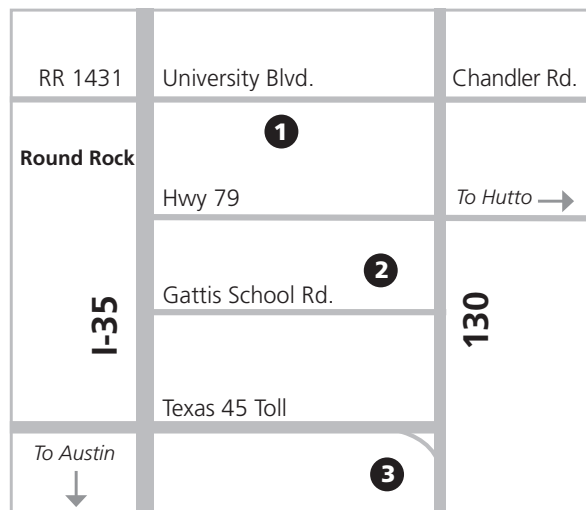 RR 1431
University Blvd.
Chandler Rd.
1
Round Rock
Hwy 79
To Hutto
2
Gattis School Rd.
I-35
130
Texas 45 Toll
To Austin
3